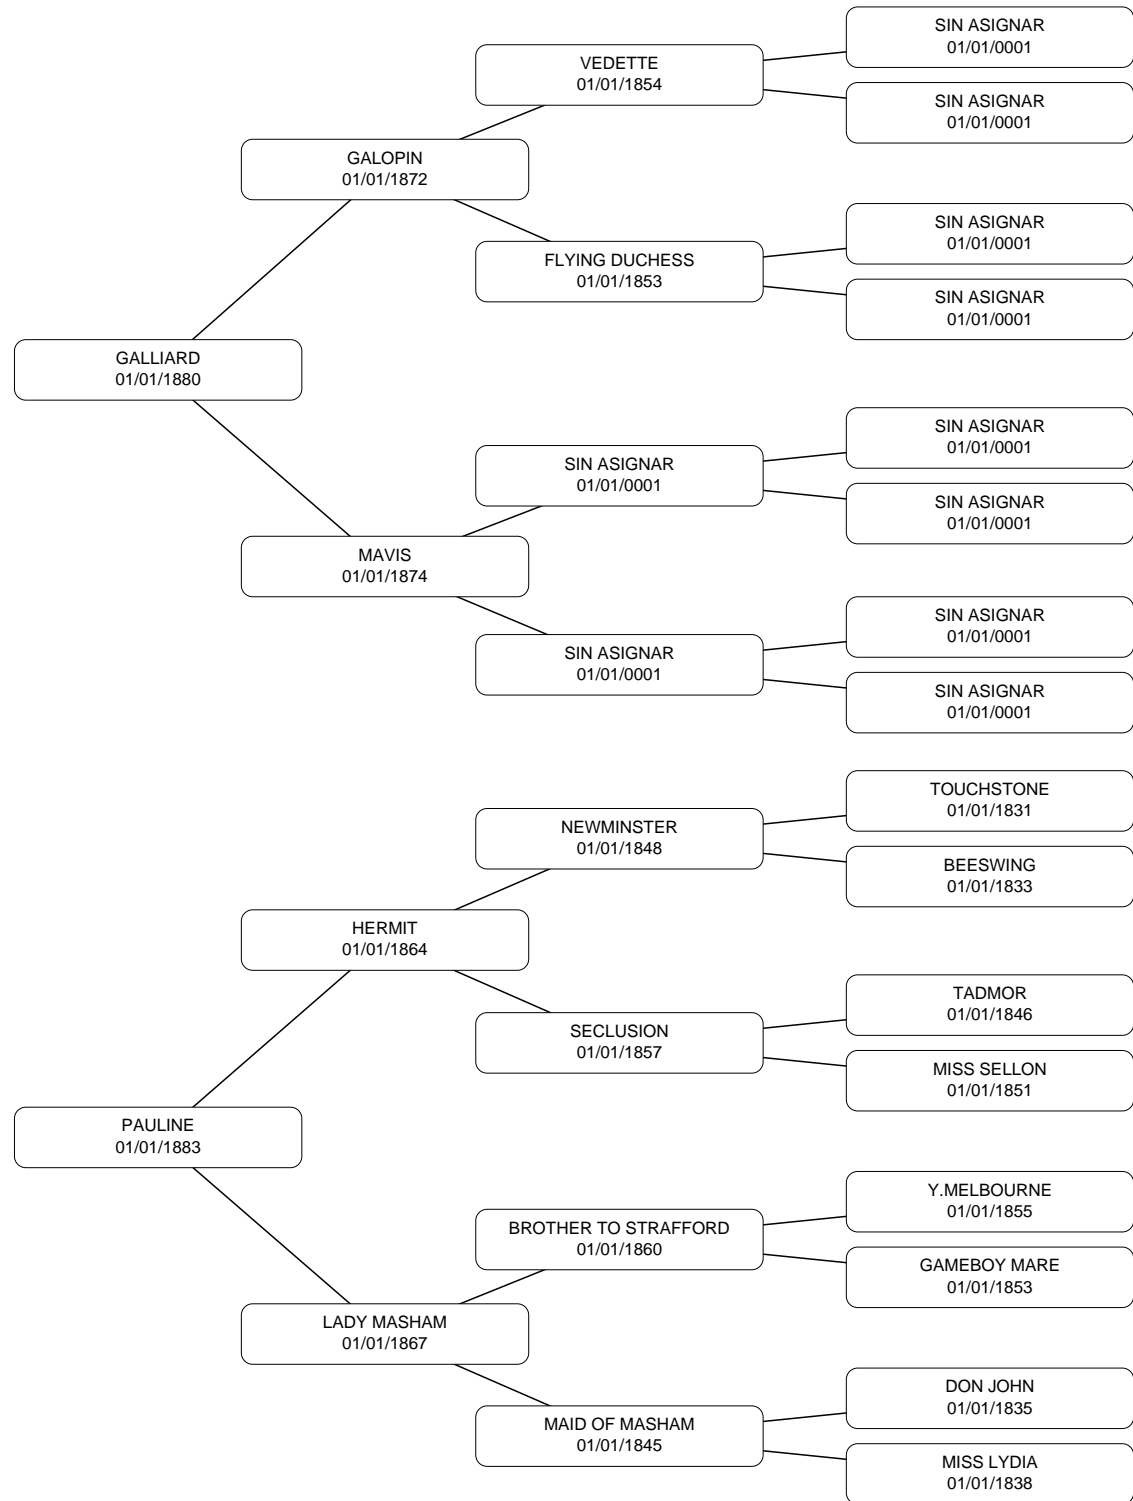 SIN ASIGNAR
01/01/0001
VEDETTE
01/01/1854
SIN ASIGNAR
01/01/0001
GALOPIN
01/01/1872
SIN ASIGNAR
01/01/0001
FLYING DUCHESS
01/01/1853
SIN ASIGNAR
01/01/0001
GALLIARD
01/01/1880
SIN ASIGNAR
01/01/0001
SIN ASIGNAR
01/01/0001
SIN ASIGNAR
01/01/0001
MAVIS
01/01/1874
SIN ASIGNAR
01/01/0001
SIN ASIGNAR
01/01/0001
SIN ASIGNAR
01/01/0001
TOUCHSTONE
01/01/1831
NEWMINSTER
01/01/1848
BEESWING
01/01/1833
HERMIT
01/01/1864
TADMOR
01/01/1846
SECLUSION
01/01/1857
MISS SELLON
01/01/1851
PAULINE
01/01/1883
Y.MELBOURNE
01/01/1855
BROTHER TO STRAFFORD
01/01/1860
GAMEBOY MARE
01/01/1853
LADY MASHAM
01/01/1867
DON JOHN
01/01/1835
MAID OF MASHAM
01/01/1845
MISS LYDIA
01/01/1838